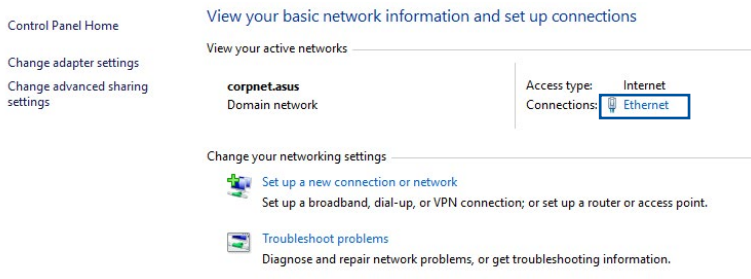 Control Panel Home
Change adapter settings
Change advanced sharing
settings
View your basic network information and set up connections
View your active networks
corpnet.asus
Domain network
Access type: Internet
Connections: Ethernet
Change your networking settings
Set up a new connection or network
Set up a broadband, dial-up, or VPN connection; or set up a router or access point.
Troubleshoot problems
Diagnose and repair network problems, or get troubleshooting information.